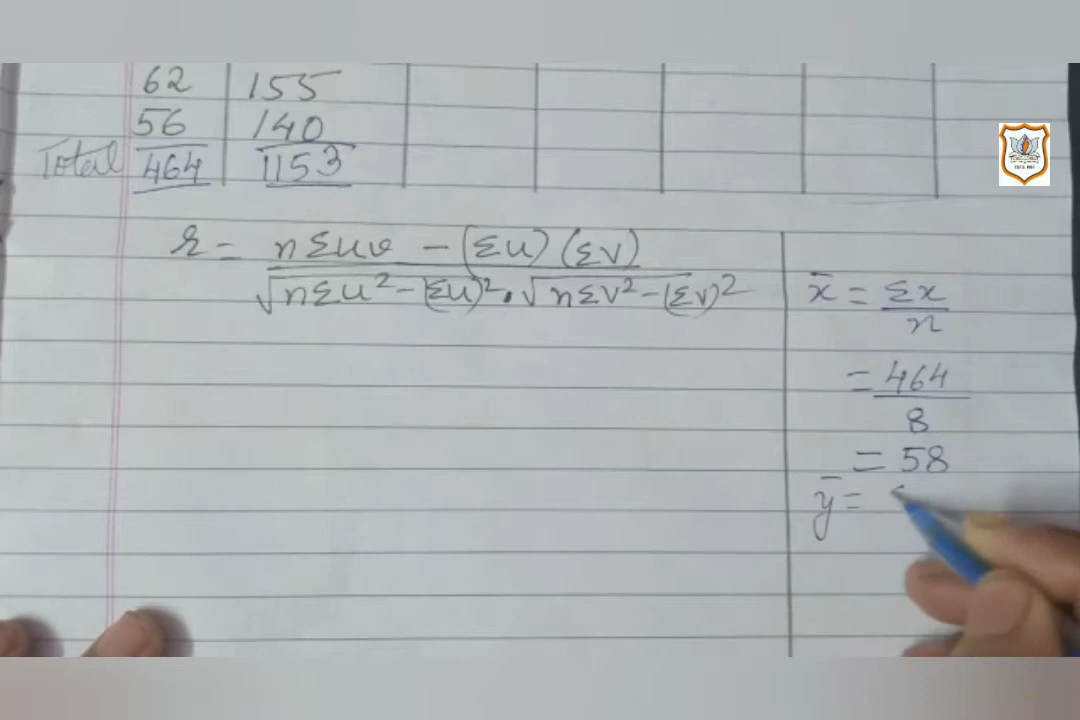 62 155
56 140
Total 464 1153
r = nΣuv - (Σu) (Σv)
√nΣu² - (Σu)² . √nΣv² - (Σv)²
x̄ = Σx
n
= 464
8
= 58
ȳ =